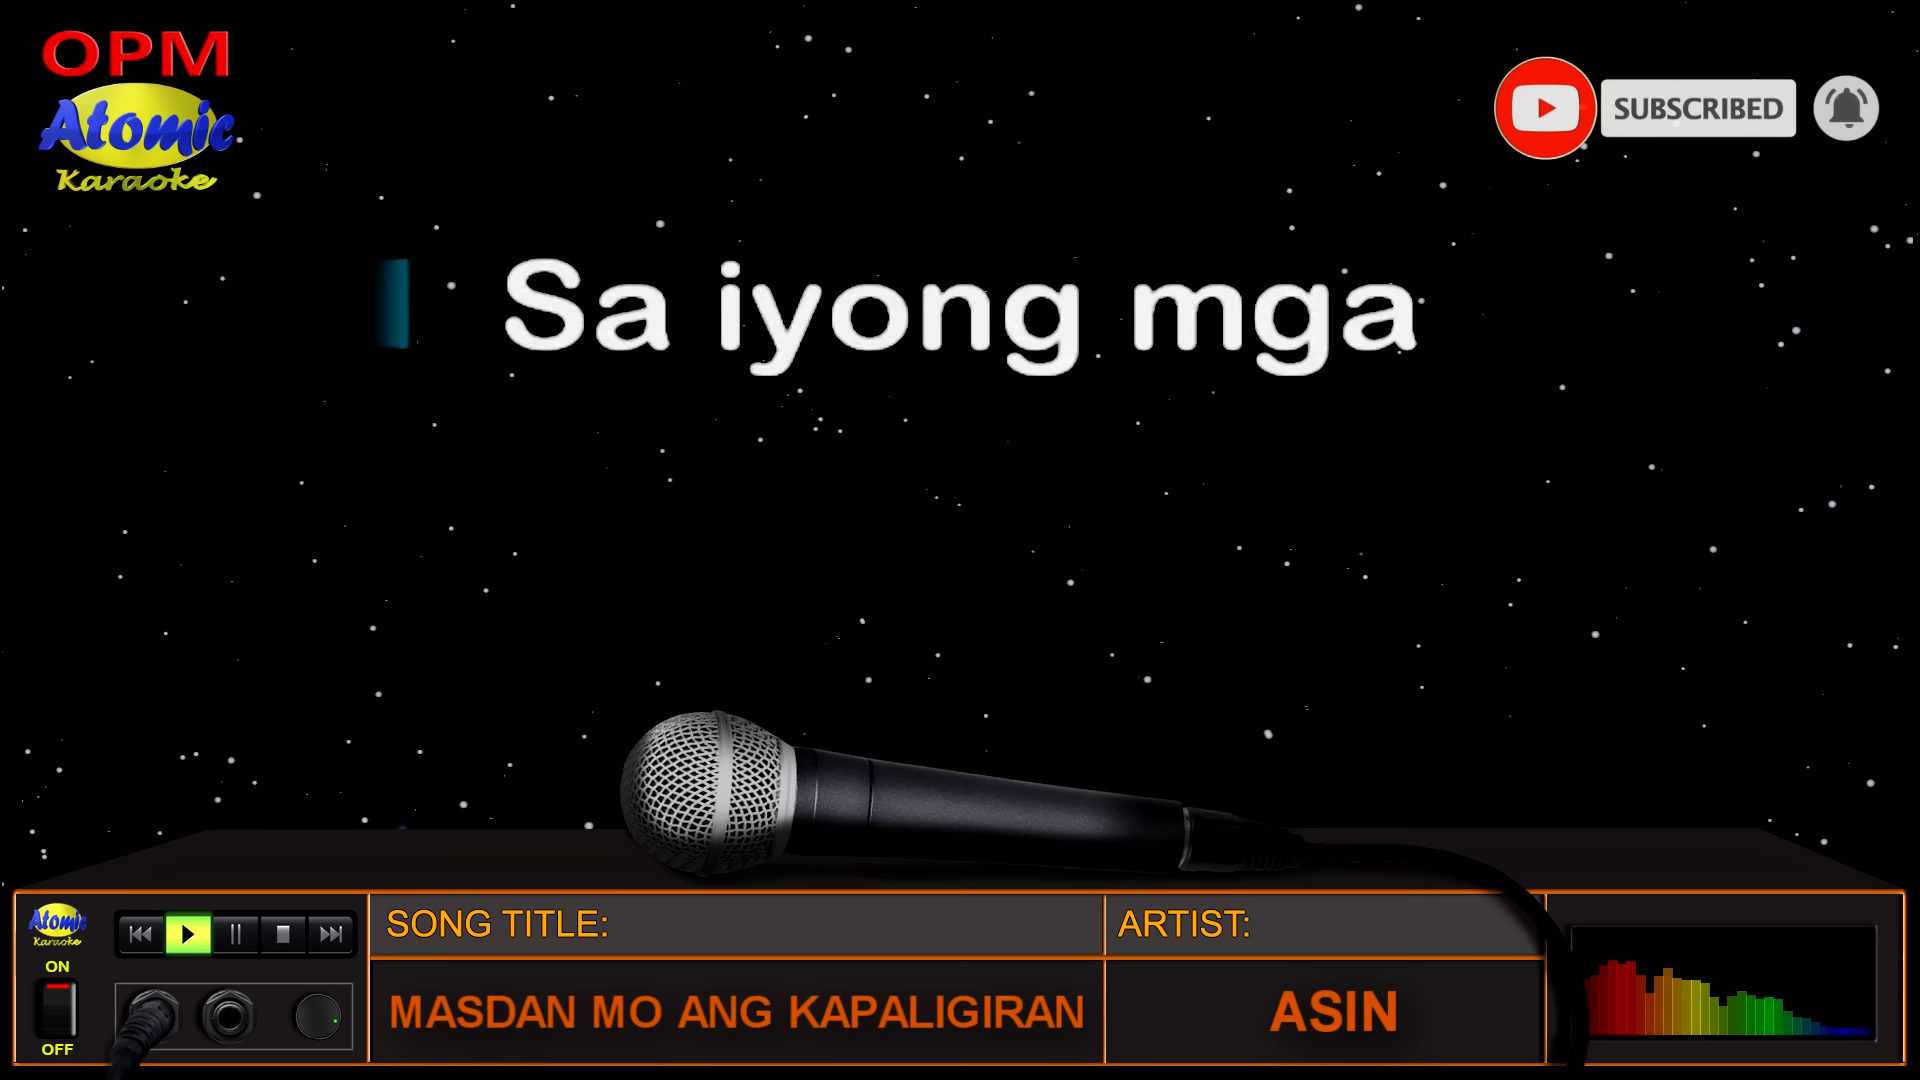 OPM
Atomic
Karaoke
SUBSCRIBED
Sa iyong mga
Atomic
Karaoke
ON
OFF
SONG TITLE:
ARTIST:
MASDAN MO ANG KAPALIGIRAN
ASIN